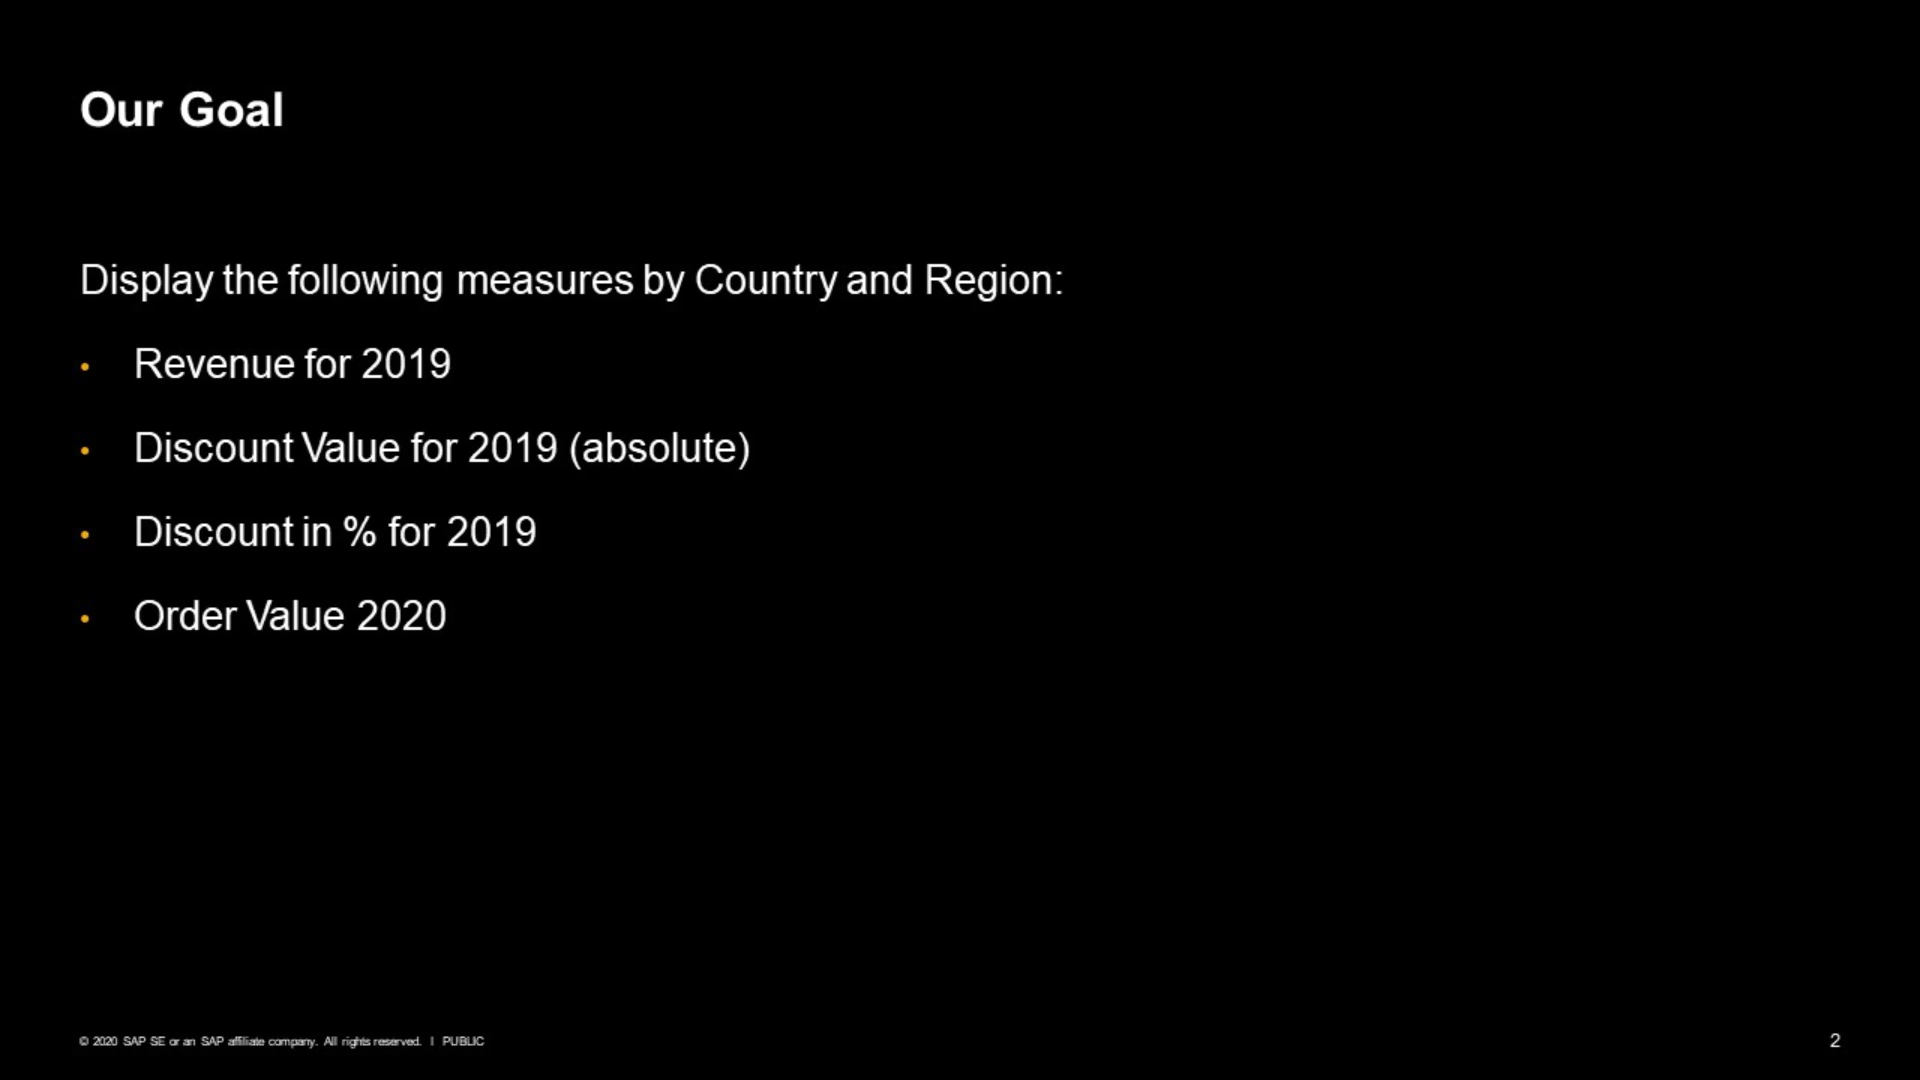 Our Goal
Display the following measures by Country and Region:
• Revenue for 2019
• Discount Value for 2019 (absolute)
• Discount in % for 2019
• Order Value 2020
© 2020 SAP SE or an SAP affiliate company. All rights reserved. | PUBLIC
2